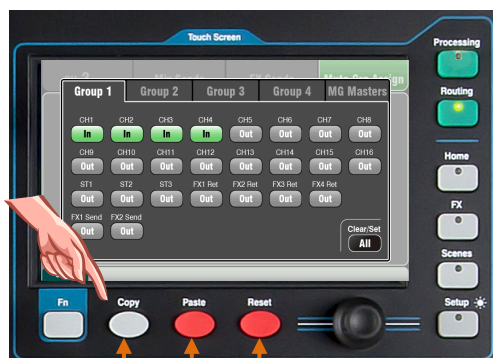 Touch Screen
Processing
Mute Grp Assign
Group 1 Group 2 Group 3 Group 4 MG Masters
Routing
CH1 CH2 CH3 CH4 CH5 CH6 CH7 CH8
In In In In Out Out Out Out
CH9 CH10 CH11 CH12 CH13 CH14 CH15 CH16
Out Out Out Out Out Out Out Out
Home
ST1 ST2 ST3 FX1 Ret FX2 Ret FX3 Ret FX4 Ret
Out Out Out Out Out Out Out
FX
FX1 Send FX2 Send
Out Out
Clear/Set
All
Scenes
Fn Copy Paste Reset
Setup